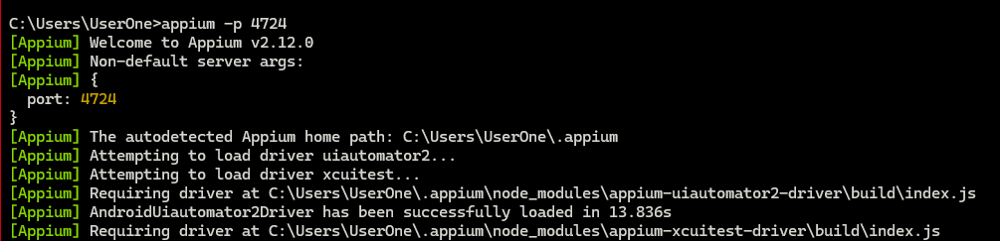 C:\Users\UserOne>appium -p 4724
[Appium] Welcome to Appium v2.12.0
[Appium] Non-default server args:
[Appium] {
  port: 4724
}
[Appium] The autodetected Appium home path: C:\Users\UserOne\.appium
[Appium] Attempting to load driver uiautomator2...
[Appium] Attempting to load driver xcuitest...
[Appium] Requiring driver at C:\Users\UserOne\.appium\node_modules\appium-uiautomator2-driver\build\index.js
[Appium] AndroidUiautomator2Driver has been successfully loaded in 13.836s
[Appium] Requiring driver at C:\Users\UserOne\.appium\node_modules\appium-xcuitest-driver\build\index.js